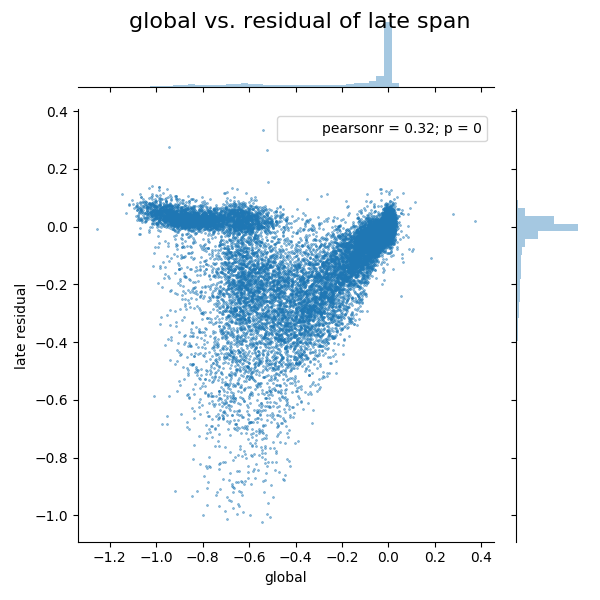 global vs. residual of late span
pearsonr = 0.32; p = 0
0.4
0.2
0.0
−0.2
−0.4
−0.6
−0.8
−1.0
late residual
−1.2 −1.0 −0.8 −0.6 −0.4 −0.2 0.0 0.2 0.4
global